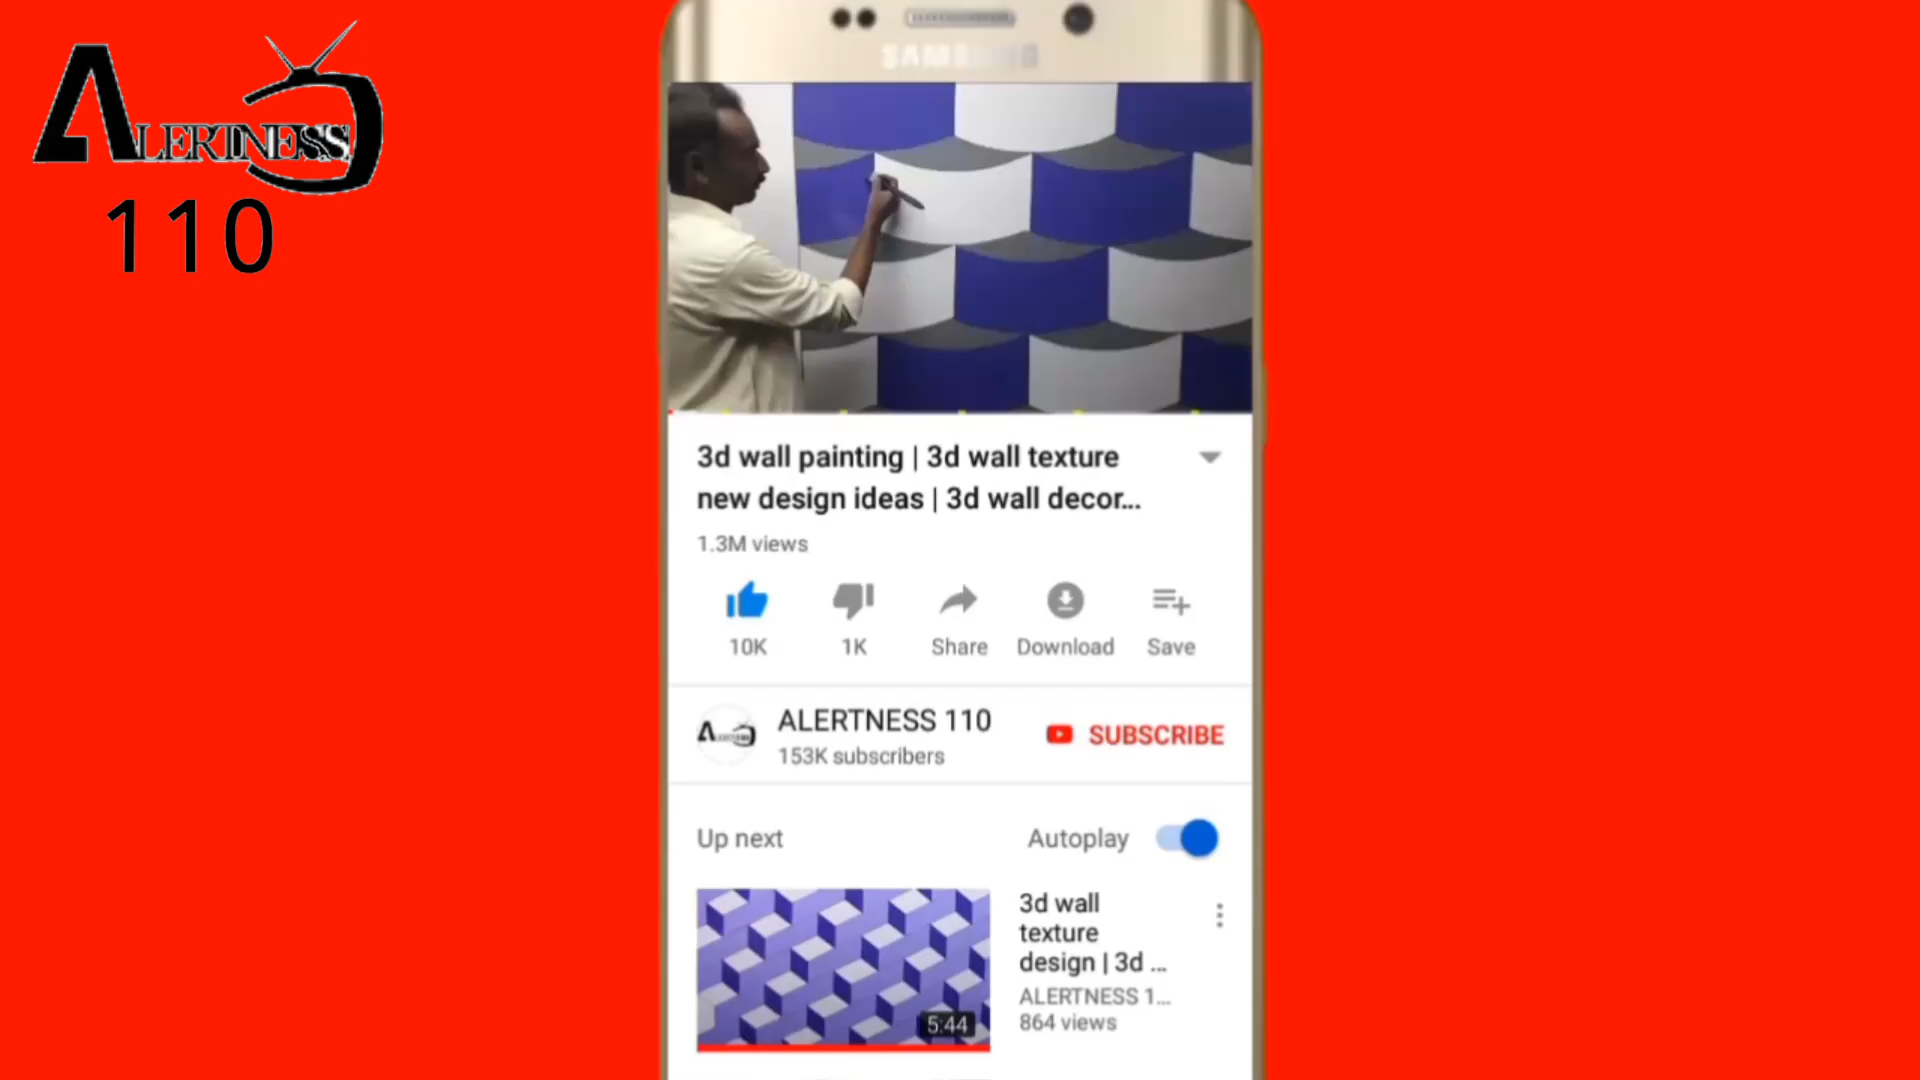 ALERTNESS
110
SAMSUNG
3d wall painting | 3d wall texture
new design ideas | 3d wall decor...
1.3M views
10K
1K
Share
Download
Save
ALERTNESS
ALERTNESS 110
153K subscribers
SUBSCRIBE
Up next
Autoplay
3d wall
texture
design | 3d ...
ALERTNESS 1...
864 views
5:44